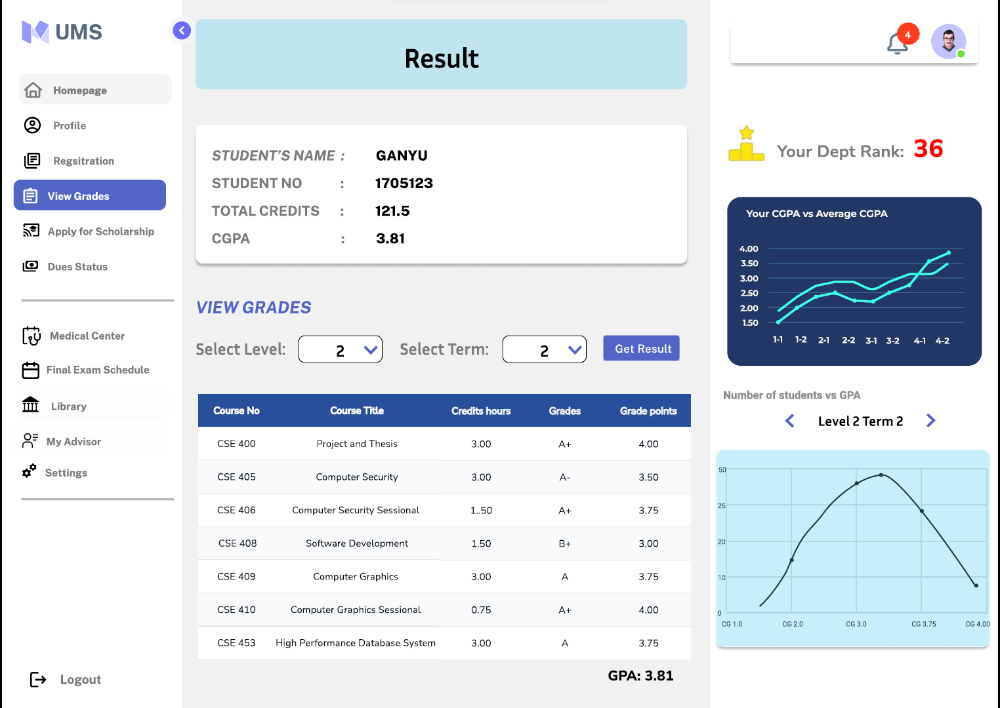 UMS
Homepage
Profile
Regsitration
View Grades
Apply for Scholarship
Dues Status
Medical Center
Final Exam Schedule
Library
My Advisor
Settings
Logout
Result
STUDENT'S NAME : GANYU
STUDENT NO : 1705123
TOTAL CREDITS : 121.5
CGPA : 3.81
VIEW GRADES
Select Level: 2 Select Term: 2 Get Result
Course No Course Title Credits hours Grades Grade points
CSE 400 Project and Thesis 3.00 A+ 4.00
CSE 405 Computer Security 3.00 A- 3.50
CSE 406 Computer Security Sessional 1..50 A+ 3.75
CSE 408 Software Development 1.50 B+ 3.00
CSE 409 Computer Graphics 3.00 A 3.75
CSE 410 Computer Graphics Sessional 0.75 A+ 4.00
CSE 453 High Performance Database System 3.00 A 3.75
GPA: 3.81
4
Your Dept Rank: 36
Your CGPA vs Average CGPA
4.00
3.50
3.00
2.50
2.00
1.50
1-1 1-2 2-1 2-2 3-1 3-2 4-1 4-2
Number of students vs GPA
Level 2 Term 2
50
25
20
10
0
CG 1.0 CG 2.0 CG 3.0 CG 3.75 CG 4.00